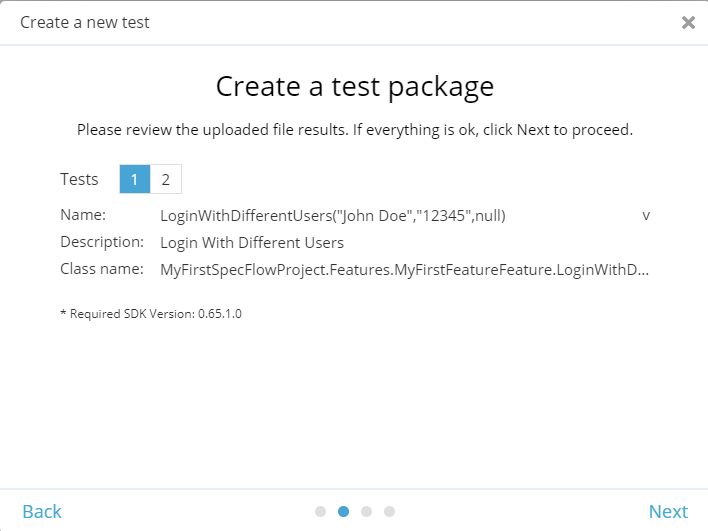 Create a new test
Create a test package
Please review the uploaded file results. If everything is ok, click Next to proceed.
Tests 1 2
Name: LoginWithDifferentUsers("John Doe","12345",null) v
Description: Login With Different Users
Class name: MyFirstSpecFlowProject.Features.MyFirstFeatureFeature.LoginWithD...
* Required SDK Version: 0.65.1.0
Back Next